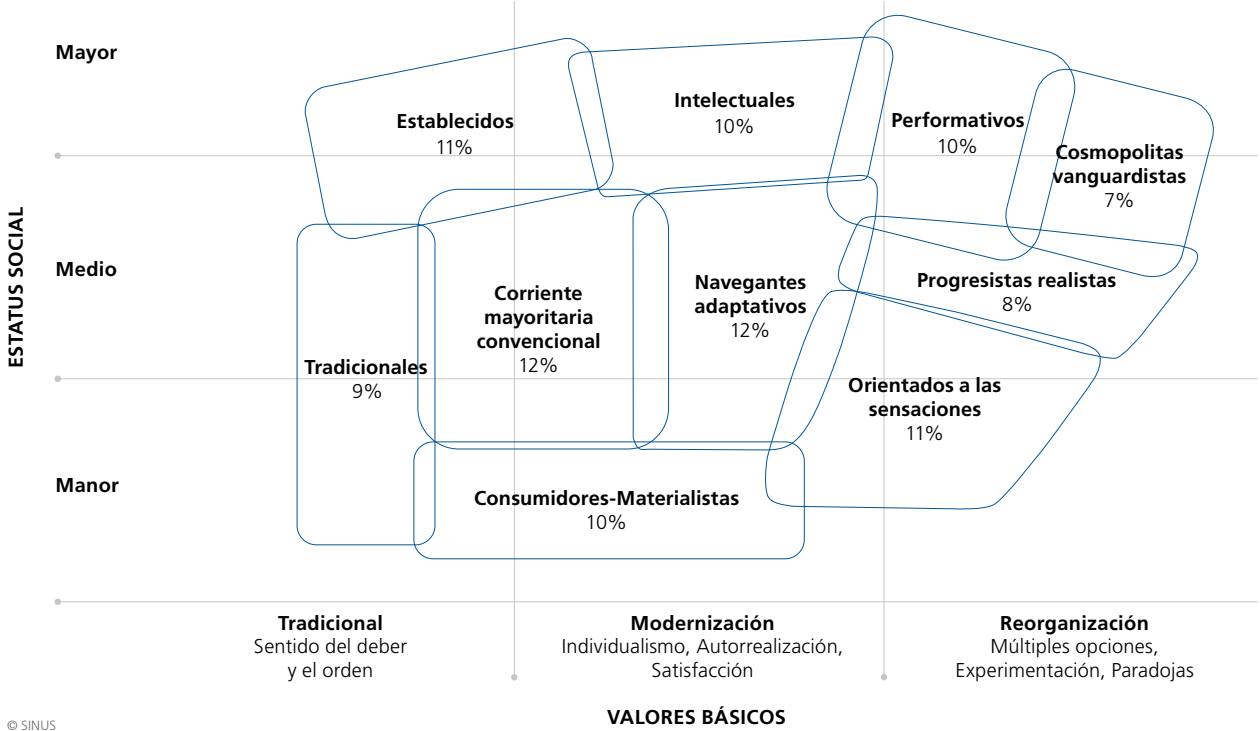 Mayor
Establecidos
11%
Intelectuales
10%
Performativos
10%
Cosmopolitas
vanguardistas
7%
ESTATUS SOCIAL
Medio
Tradicionales
9%
Corriente
mayoritaria
convencional
12%
Navegantes
adaptativos
12%
Progresistas realistas
8%
Orientados a las
sensaciones
11%
Manor
Consumidores-Materialistas
10%
Tradicional
Sentido del deber
y el orden
Modernización
Individualismo, Autorrealización,
Satisfacción
Reorganización
Múltiples opciones,
Experimentación, Paradojas
VALORES BÁSICOS
© SINUS